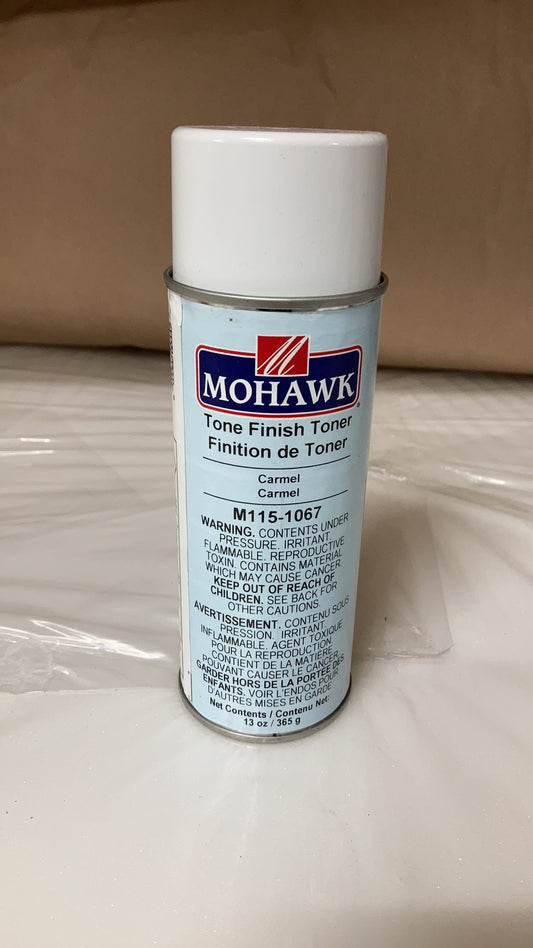 MOHAWK
Tone Finish Toner
Finition de Toner
Carmel
Carmel
M115-1067
WARNING. CONTENTS UNDER
PRESSURE. IRRITANT.
FLAMMABLE. REPRODUCTIVE
TOXIN. CONTAINS MATERIAL
WHICH MAY CAUSE CANCER.
KEEP OUT OF REACH OF
CHILDREN. SEE BACK FOR
OTHER CAUTIONS.
AVERTISSEMENT. CONTENU SOUS
PRESSION. IRRITANT.
INFLAMMABLE. AGENT TOXIQUE
POUR LA REPRODUCTION.
CONTIENT DE LA MATIÈRE
POUVANT CAUSER LE CANCER.
GARDER HORS DE LA PORTÉE DES
ENFANTS. VOIR L'ENDOS POUR
D'AUTRES MISES EN GARDE.
Net Contents / Contenu Net:
13 oz / 365 g